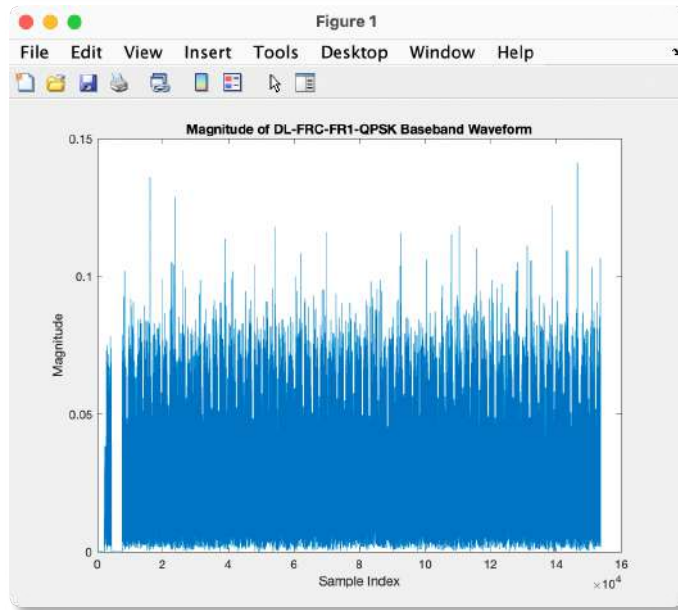 Figure 1
File Edit View Insert Tools Desktop Window Help
Magnitude of DL-FRC-FR1-QPSK Baseband Waveform
0.15
0.1
0.05
0
Magnitude
0 2 4 6 8 10 12 14 16
Sample Index
×10⁴